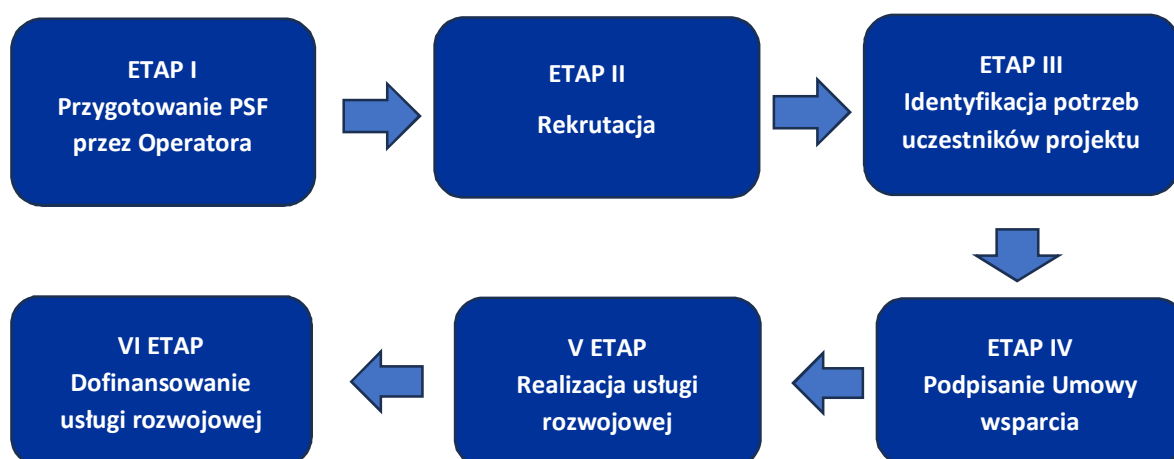 ETAP I
Przygotowanie PSF
przez Operatora
ETAP II
Rekrutacja
ETAP III
Identyfikacja potrzeb
uczestników projektu
ETAP IV
Podpisanie Umowy
wsparcia
V ETAP
Realizacja usługi
rozwojowej
VI ETAP
Dofinansowanie
usługi rozwojowej